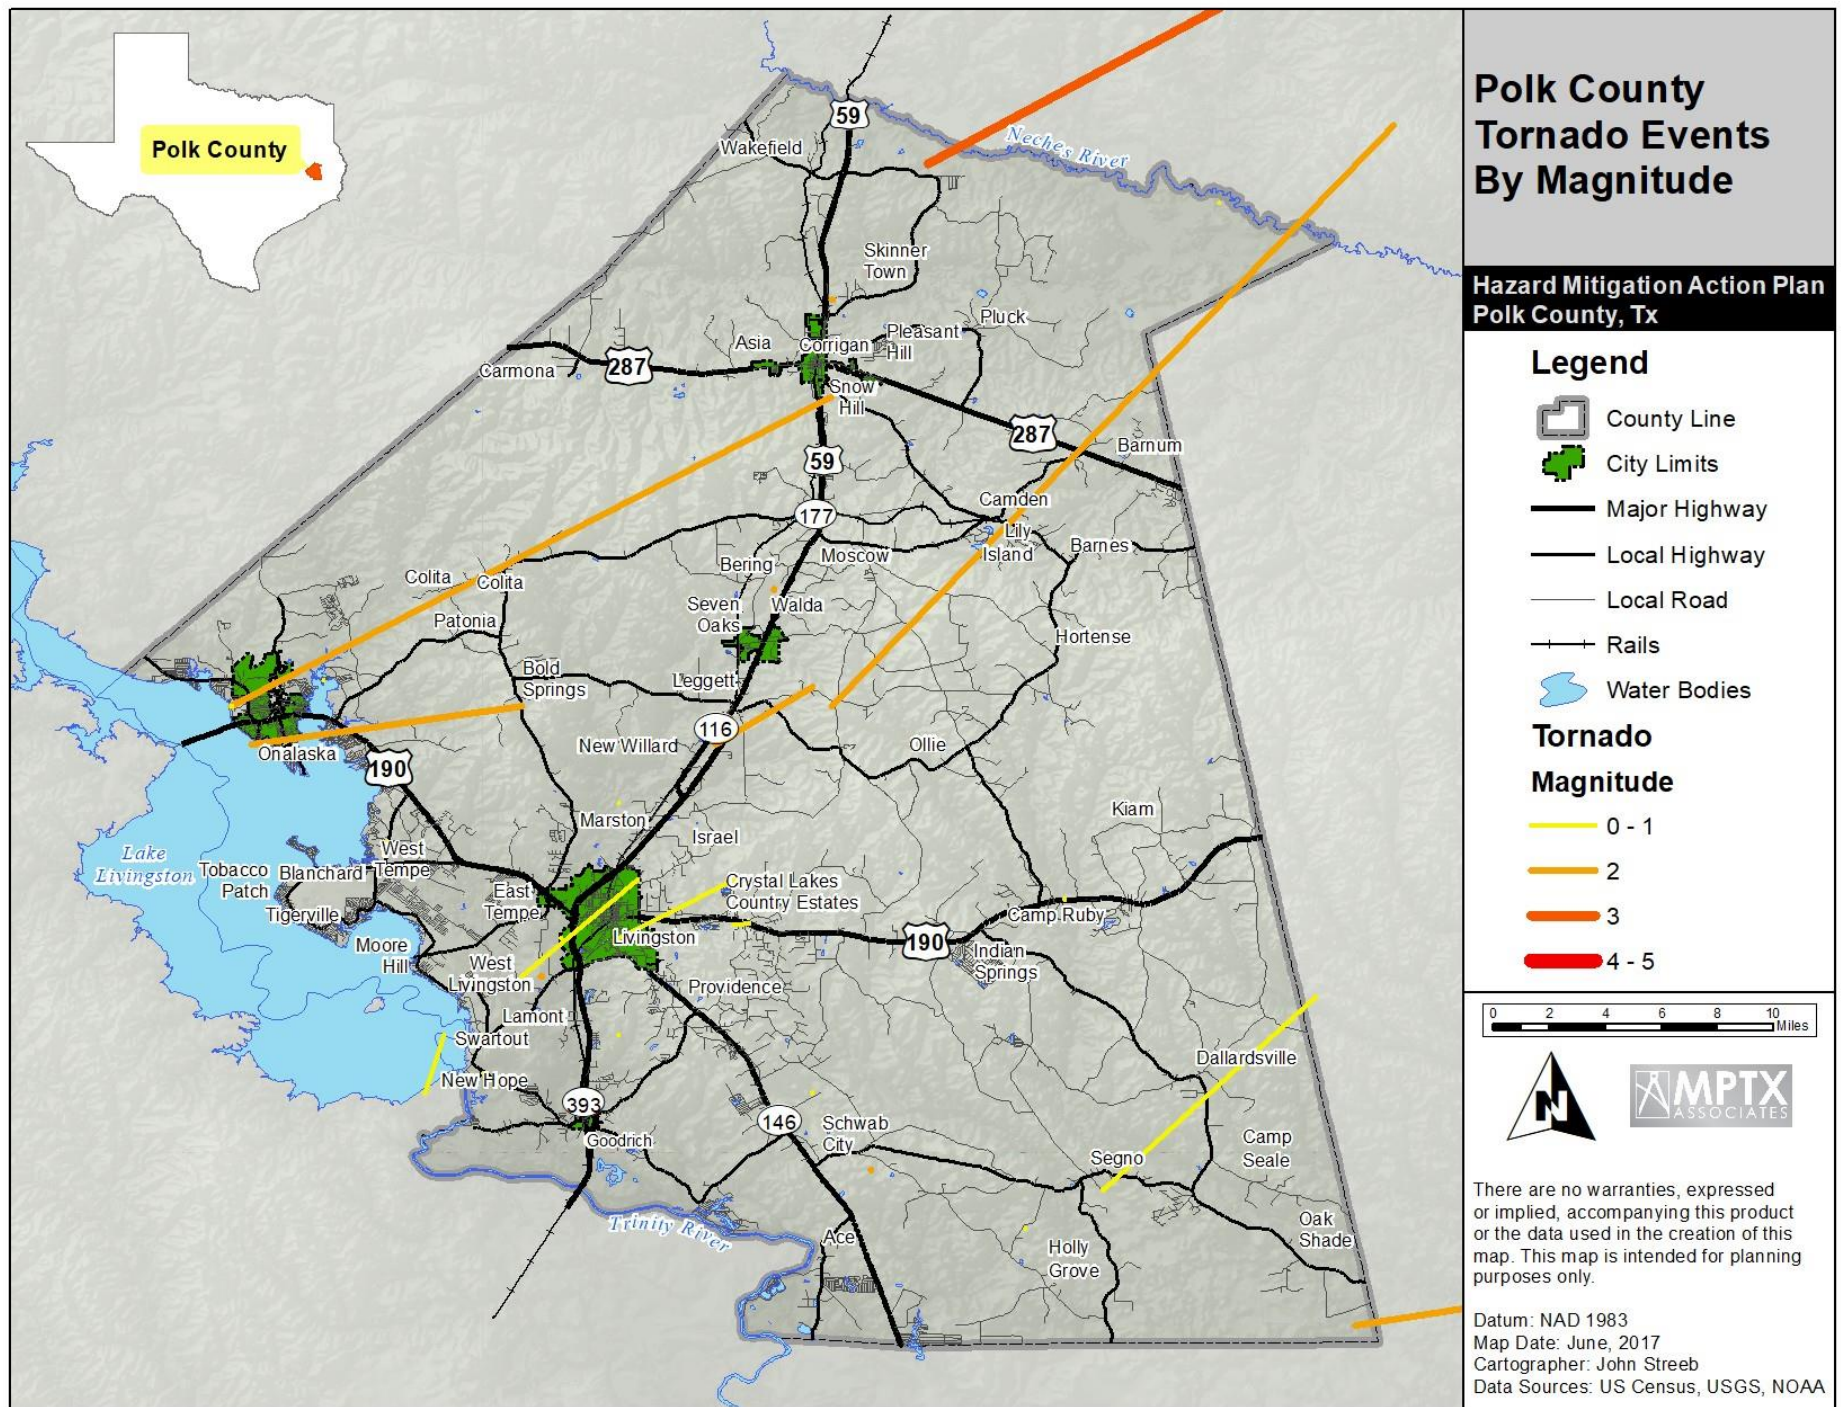 Polk County
59
Wakefield
Neches River
Skinner
Town
Pluck
Pleasant
Hill
Asia
Corrigan
287
Carmona
Snow
Hill
287
Barnum
59
Camden
177
Lily
Island
Moscow
Barnes
Bering
Colita
Colita
Seven
Oaks
Walda
Patonia
Hortense
Bold
Springs
Leggett
116
New Willard
Ollie
Onalaska
190
Kiam
Marston
Israel
Lake
Livingston
West
Tempe
Tobacco
Patch
Blanchard
East
Tempe
Crystal Lakes
Country Estates
Tigerville
Camp Ruby
Livingston
190
Moore
Hill
Indian
Springs
West
Livingston
Providence
Lamont
Swartout
Dallardsville
New Hope
393
146
Schwab
City
Goodrich
Camp
Seale
Segno
Trinity River
Ace
Oak
Shade
Holly
Grove
Polk County
Tornado Events
By Magnitude
Hazard Mitigation Action Plan
Polk County, Tx
Legend
County Line
City Limits
Major Highway
Local Highway
Local Road
Rails
Water Bodies
Tornado
Magnitude
0 - 1
2
3
4 - 5
0 2 4 6 8 10
Miles
N
MPTX
ASSOCIATES
There are no warranties, expressed
or implied, accompanying this product
or the data used in the creation of this
map. This map is intended for planning
purposes only.
Datum: NAD 1983
Map Date: June, 2017
Cartographer: John Streeb
Data Sources: US Census, USGS, NOAA